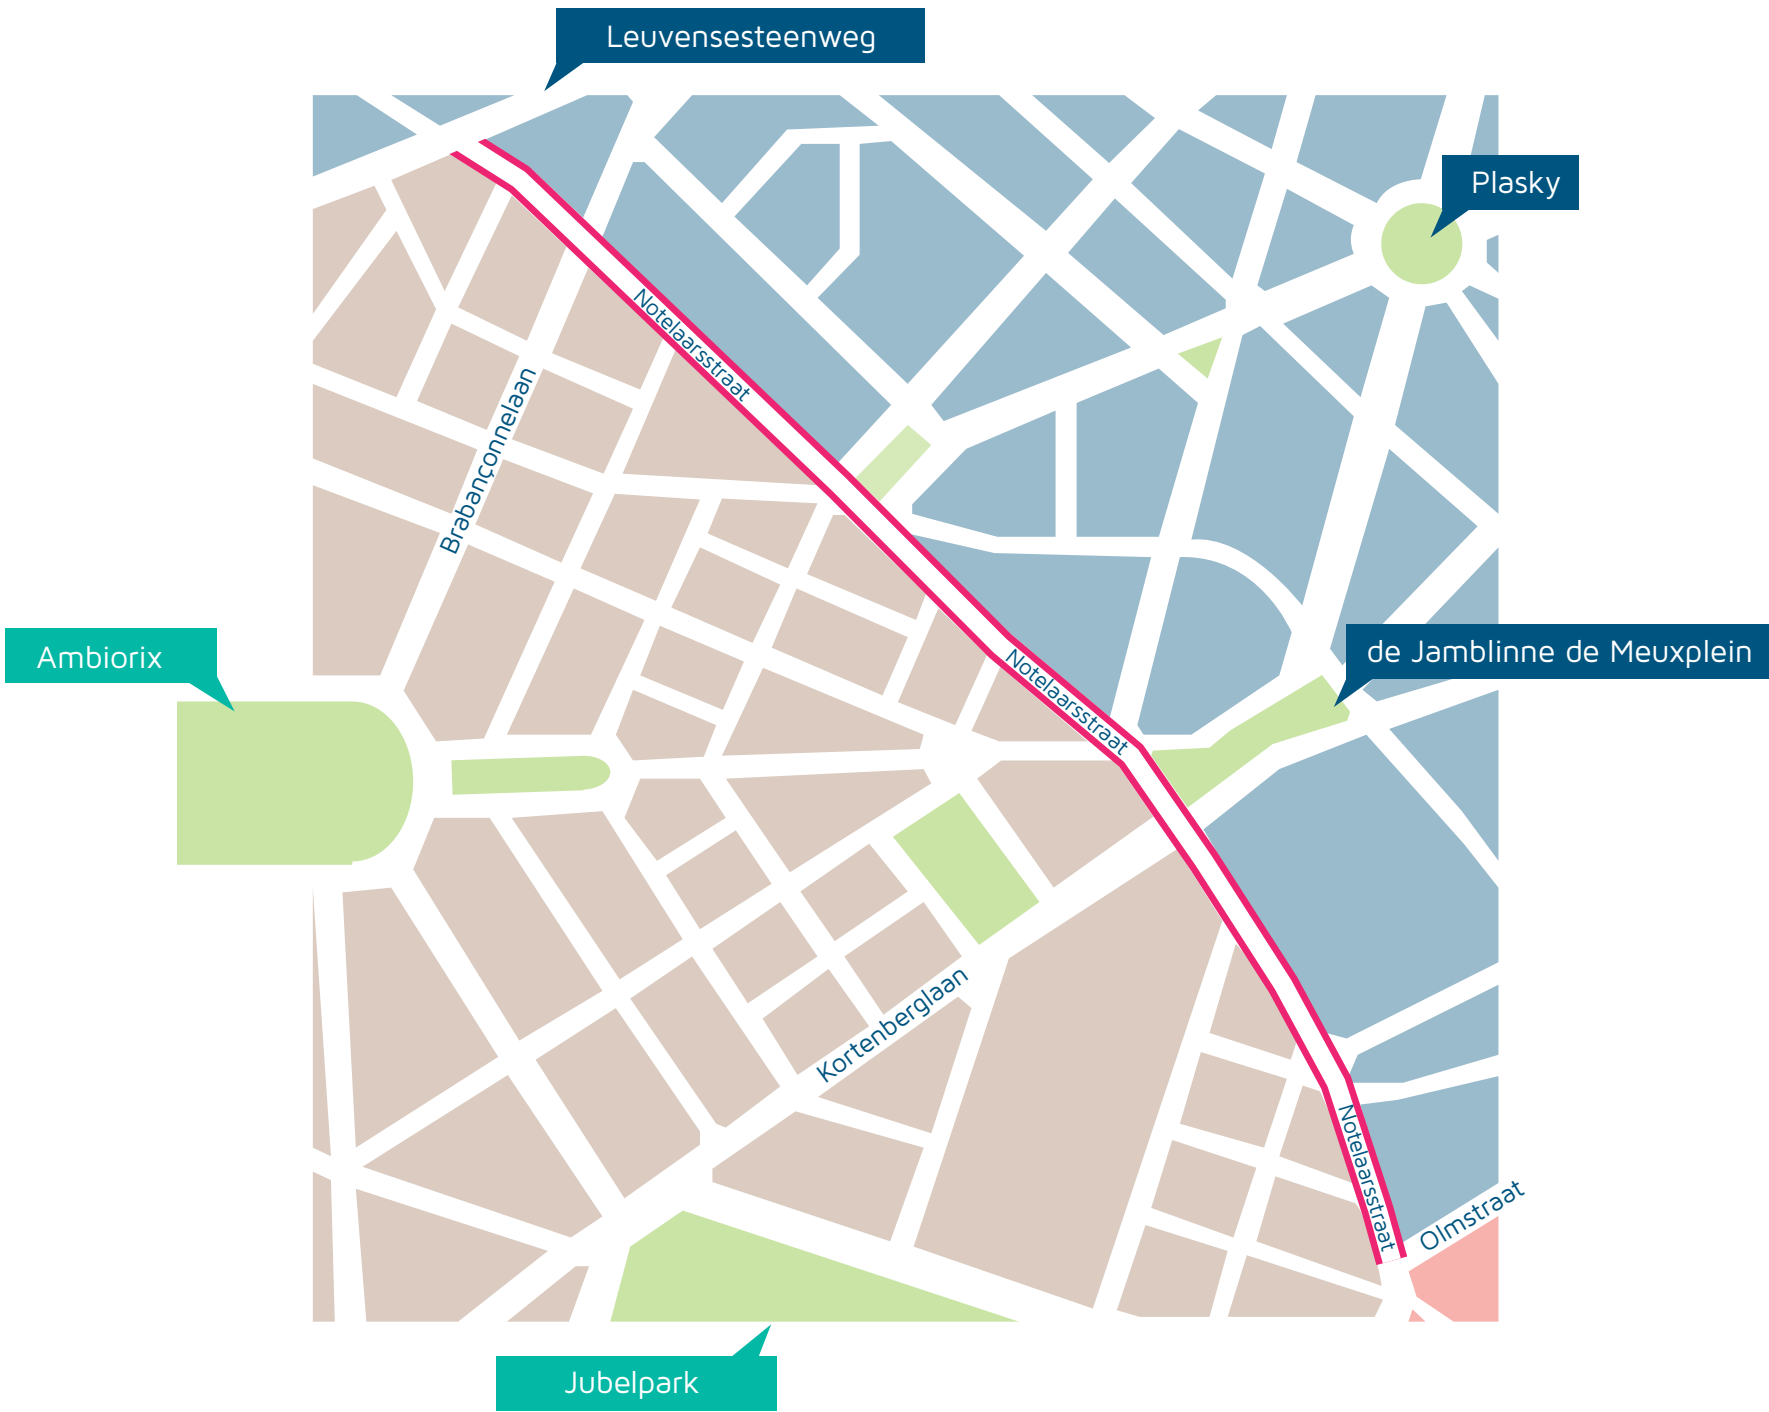 Leuvensesteenweg
Plasky
Notelaarsstraat
Brabançonnelaan
Ambiorix
de Jamblinne de Meuxplein
Notelaarsstraat
Kortenberglaan
Notelaarsstraat
Olmstraat
Jubelpark